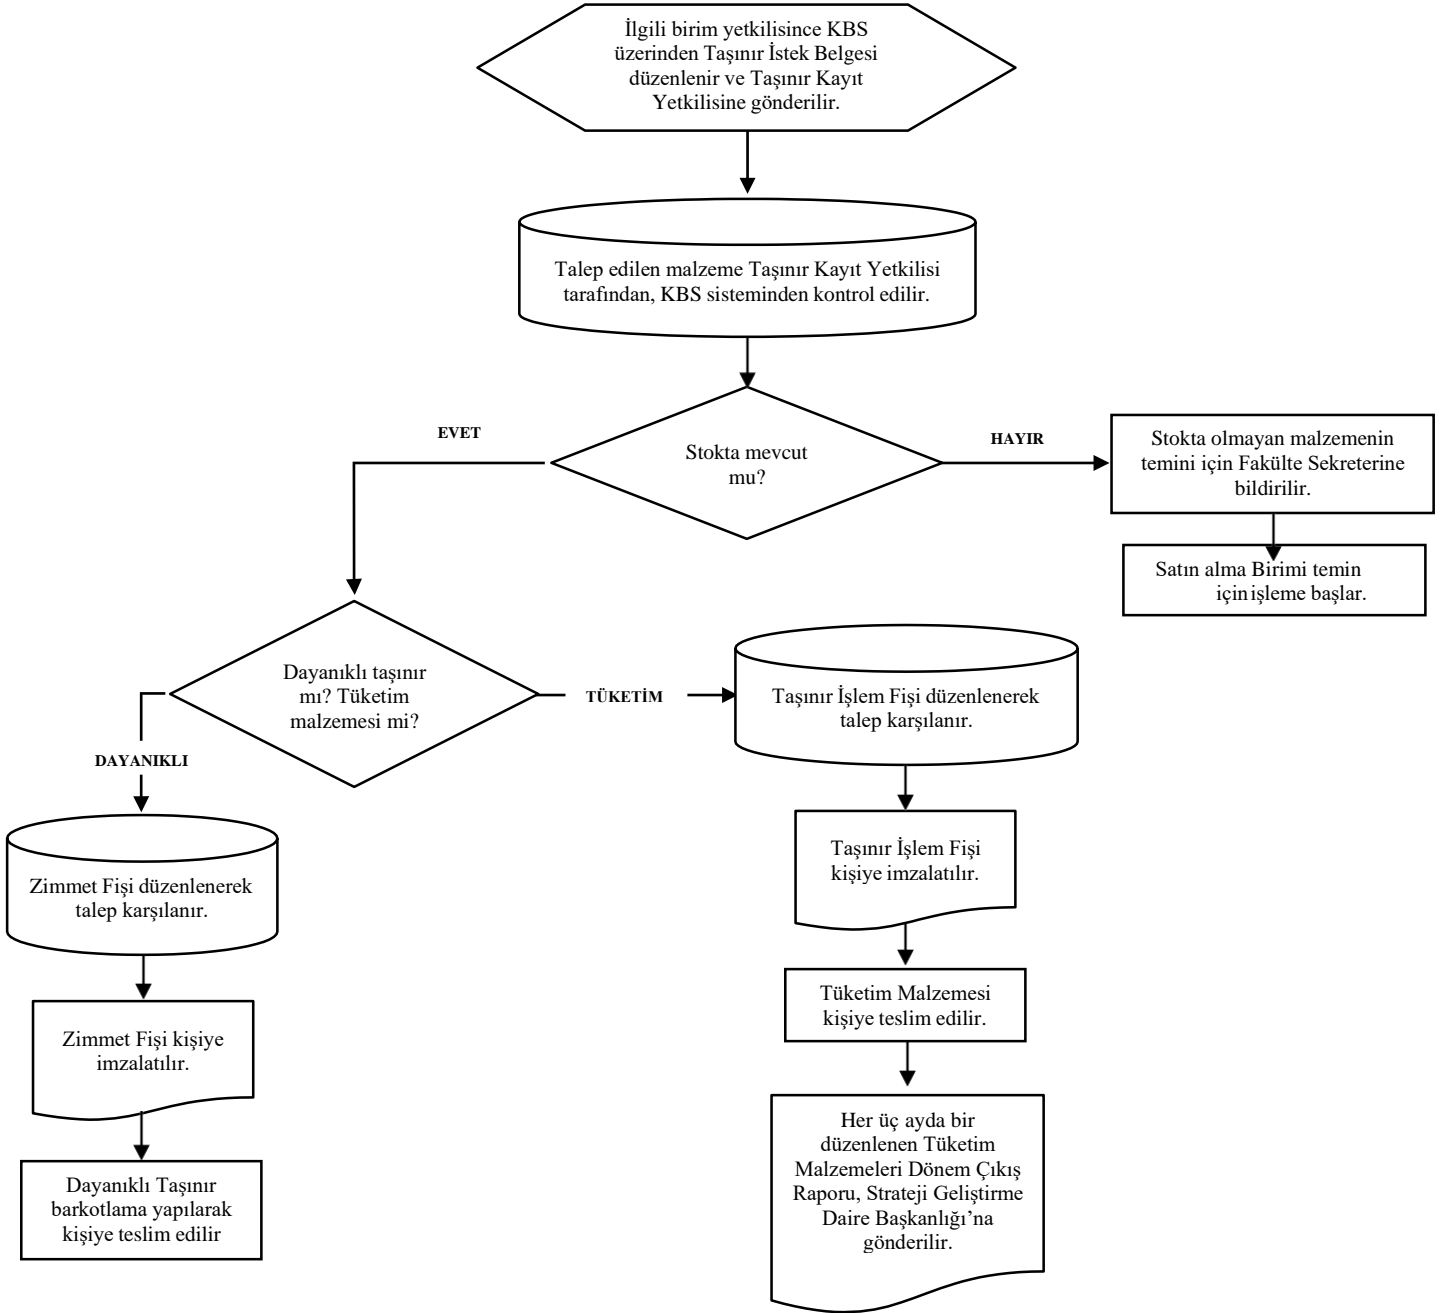 İlgili birim yetkilisince KBS
üzerinden Taşınır İstek Belgesi
düzenlenir ve Taşınır Kayıt
Yetkilisine gönderilir.
Talep edilen malzeme Taşınır Kayıt Yetkilisi
tarafından, KBS sisteminden kontrol edilir.
Stokta mevcut
mu?
EVET
HAYIR
Stokta olmayan malzemenin
temini için Fakülte Sekreterine
bildirilir.
Satın alma Birimi temin
için işleme başlar.
Dayanıklı taşınır
mı? Tüketim
malzemesi mi?
TÜKETİM
DAYANIKLI
Taşınır İşlem Fişi düzenlenerek
talep karşılanır.
Taşınır İşlem Fişi
kişiye imzalatılır.
Tüketim Malzemesi
kişiye teslim edilir.
Her üç ayda bir
düzenlenen Tüketim
Malzemeleri Dönem Çıkış
Raporu, Strateji Geliştirme
Daire Başkanlığı’na
gönderilir.
Zimmet Fişi düzenlenerek
talep karşılanır.
Zimmet Fişi kişiye
imzalatılır.
Dayanıklı Taşınır
barkotlama yapılarak
kişiye teslim edilir